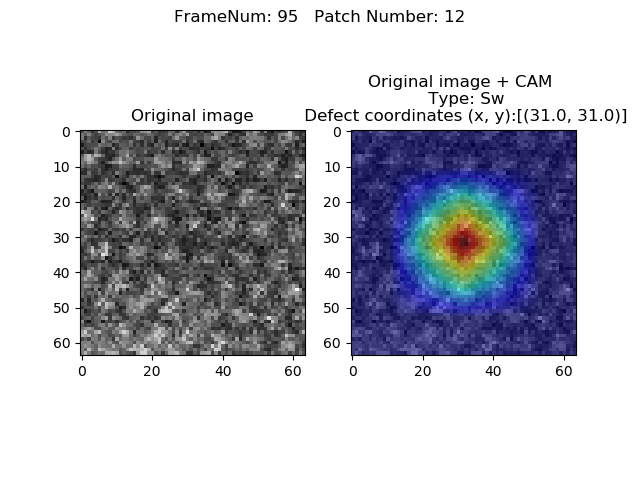 FrameNum: 95   Patch Number: 12
Original image
Original image + CAM
Type: Sw
Defect coordinates (x, y):[(31.0, 31.0)]
0
10
20
30
40
50
60
0 20 40 60
0
10
20
30
40
50
60
0 20 40 60